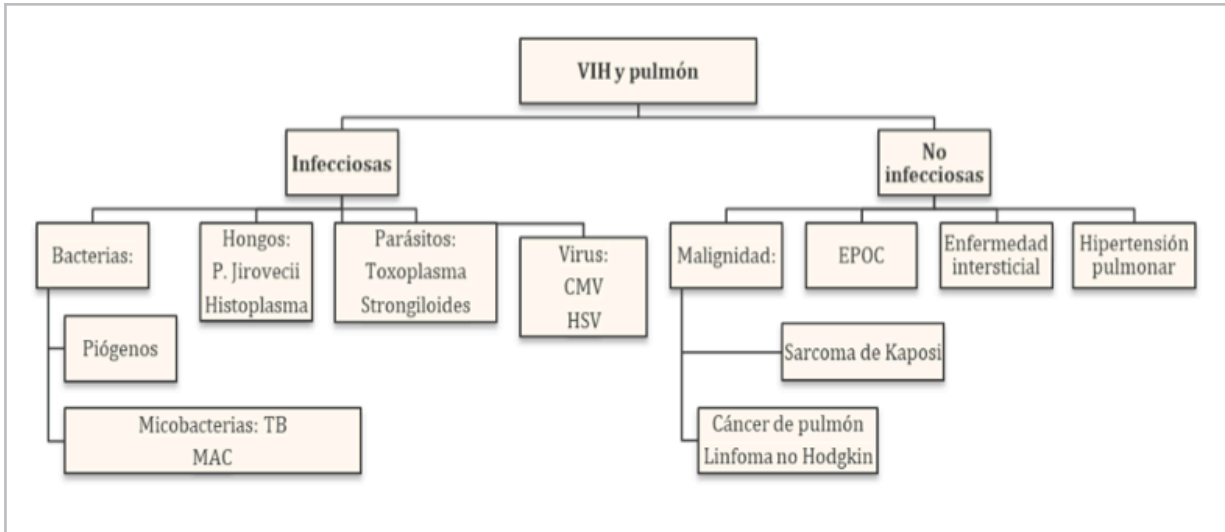 VIH y pulmón
Infecciosas
No
infecciosas
Bacterias:
Hongos:
P. Jirovecii
Histoplasma
Parásitos:
Toxoplasma
Strongiloides
Virus:
CMV
HSV
Malignidad:
EPOC
Enfermedad
intersticial
Hipertensión
pulmonar
Piógenos
Micobacterias: TB
MAC
Sarcoma de Kaposi
Cáncer de pulmón
Linfoma no Hodgkin